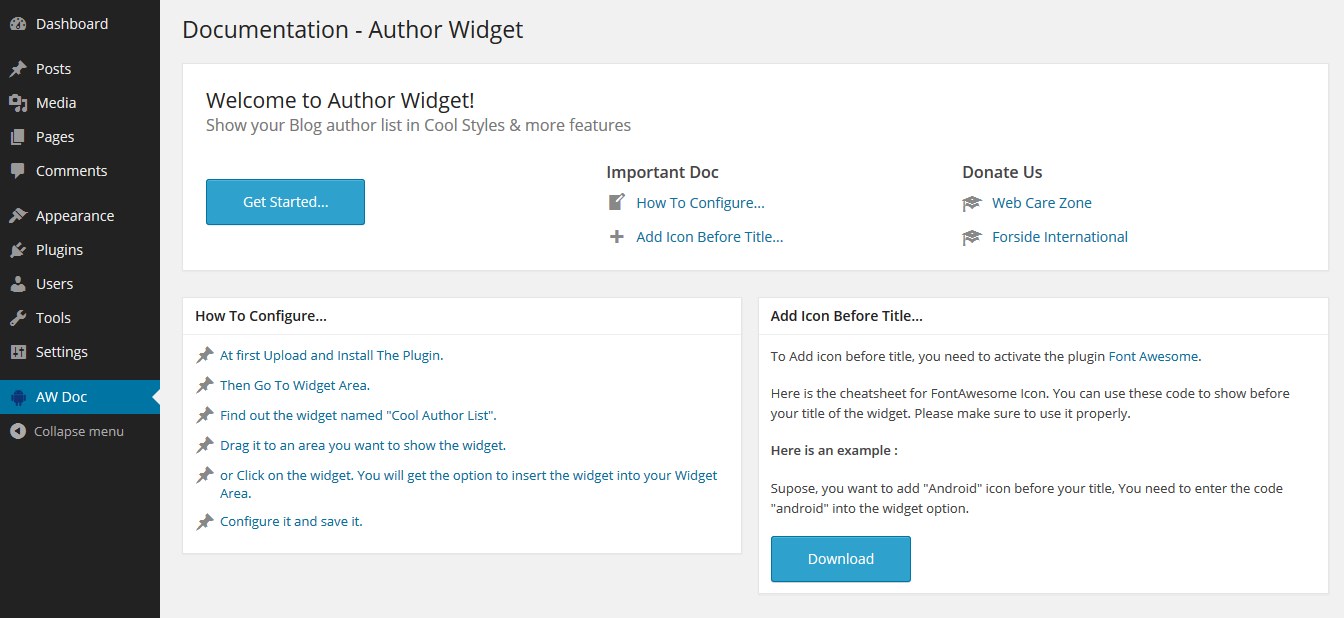 Dashboard
Posts
Media
Pages
Comments
Appearance
Plugins
Users
Tools
Settings
AW Doc
Collapse menu
Documentation - Author Widget
Welcome to Author Widget!
Show your Blog author list in Cool Styles & more features
Get Started...
Important Doc
How To Configure...
Add Icon Before Title...
Donate Us
Web Care Zone
Forside International
How To Configure...
At first Upload and Install The Plugin.
Then Go To Widget Area.
Find out the widget named "Cool Author List".
Drag it to an area you want to show the widget.
or Click on the widget. You will get the option to insert the widget into your Widget
Area.
Configure it and save it.
Add Icon Before Title...
To Add icon before title, you need to activate the plugin Font Awesome.
Here is the cheatsheet for FontAwesome Icon. You can use these code to show before
your title of the widget. Please make sure to use it properly.
Here is an example :
Supose, you want to add "Android" icon before your title, You need to enter the code
"android" into the widget option.
Download